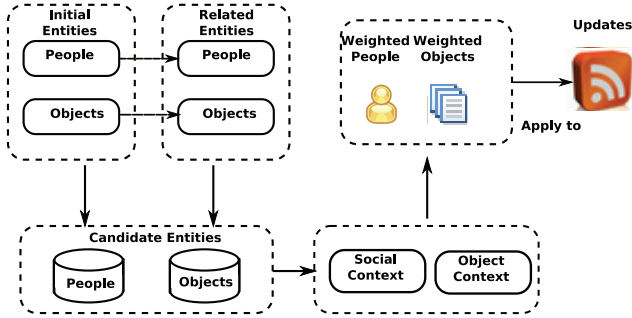 Initial
Entities
People
Objects
Related
Entities
People
Objects
Weighted
People
Weighted
Objects
Updates
Apply to
Candidate Entities
People
Objects
Social
Context
Object
Context